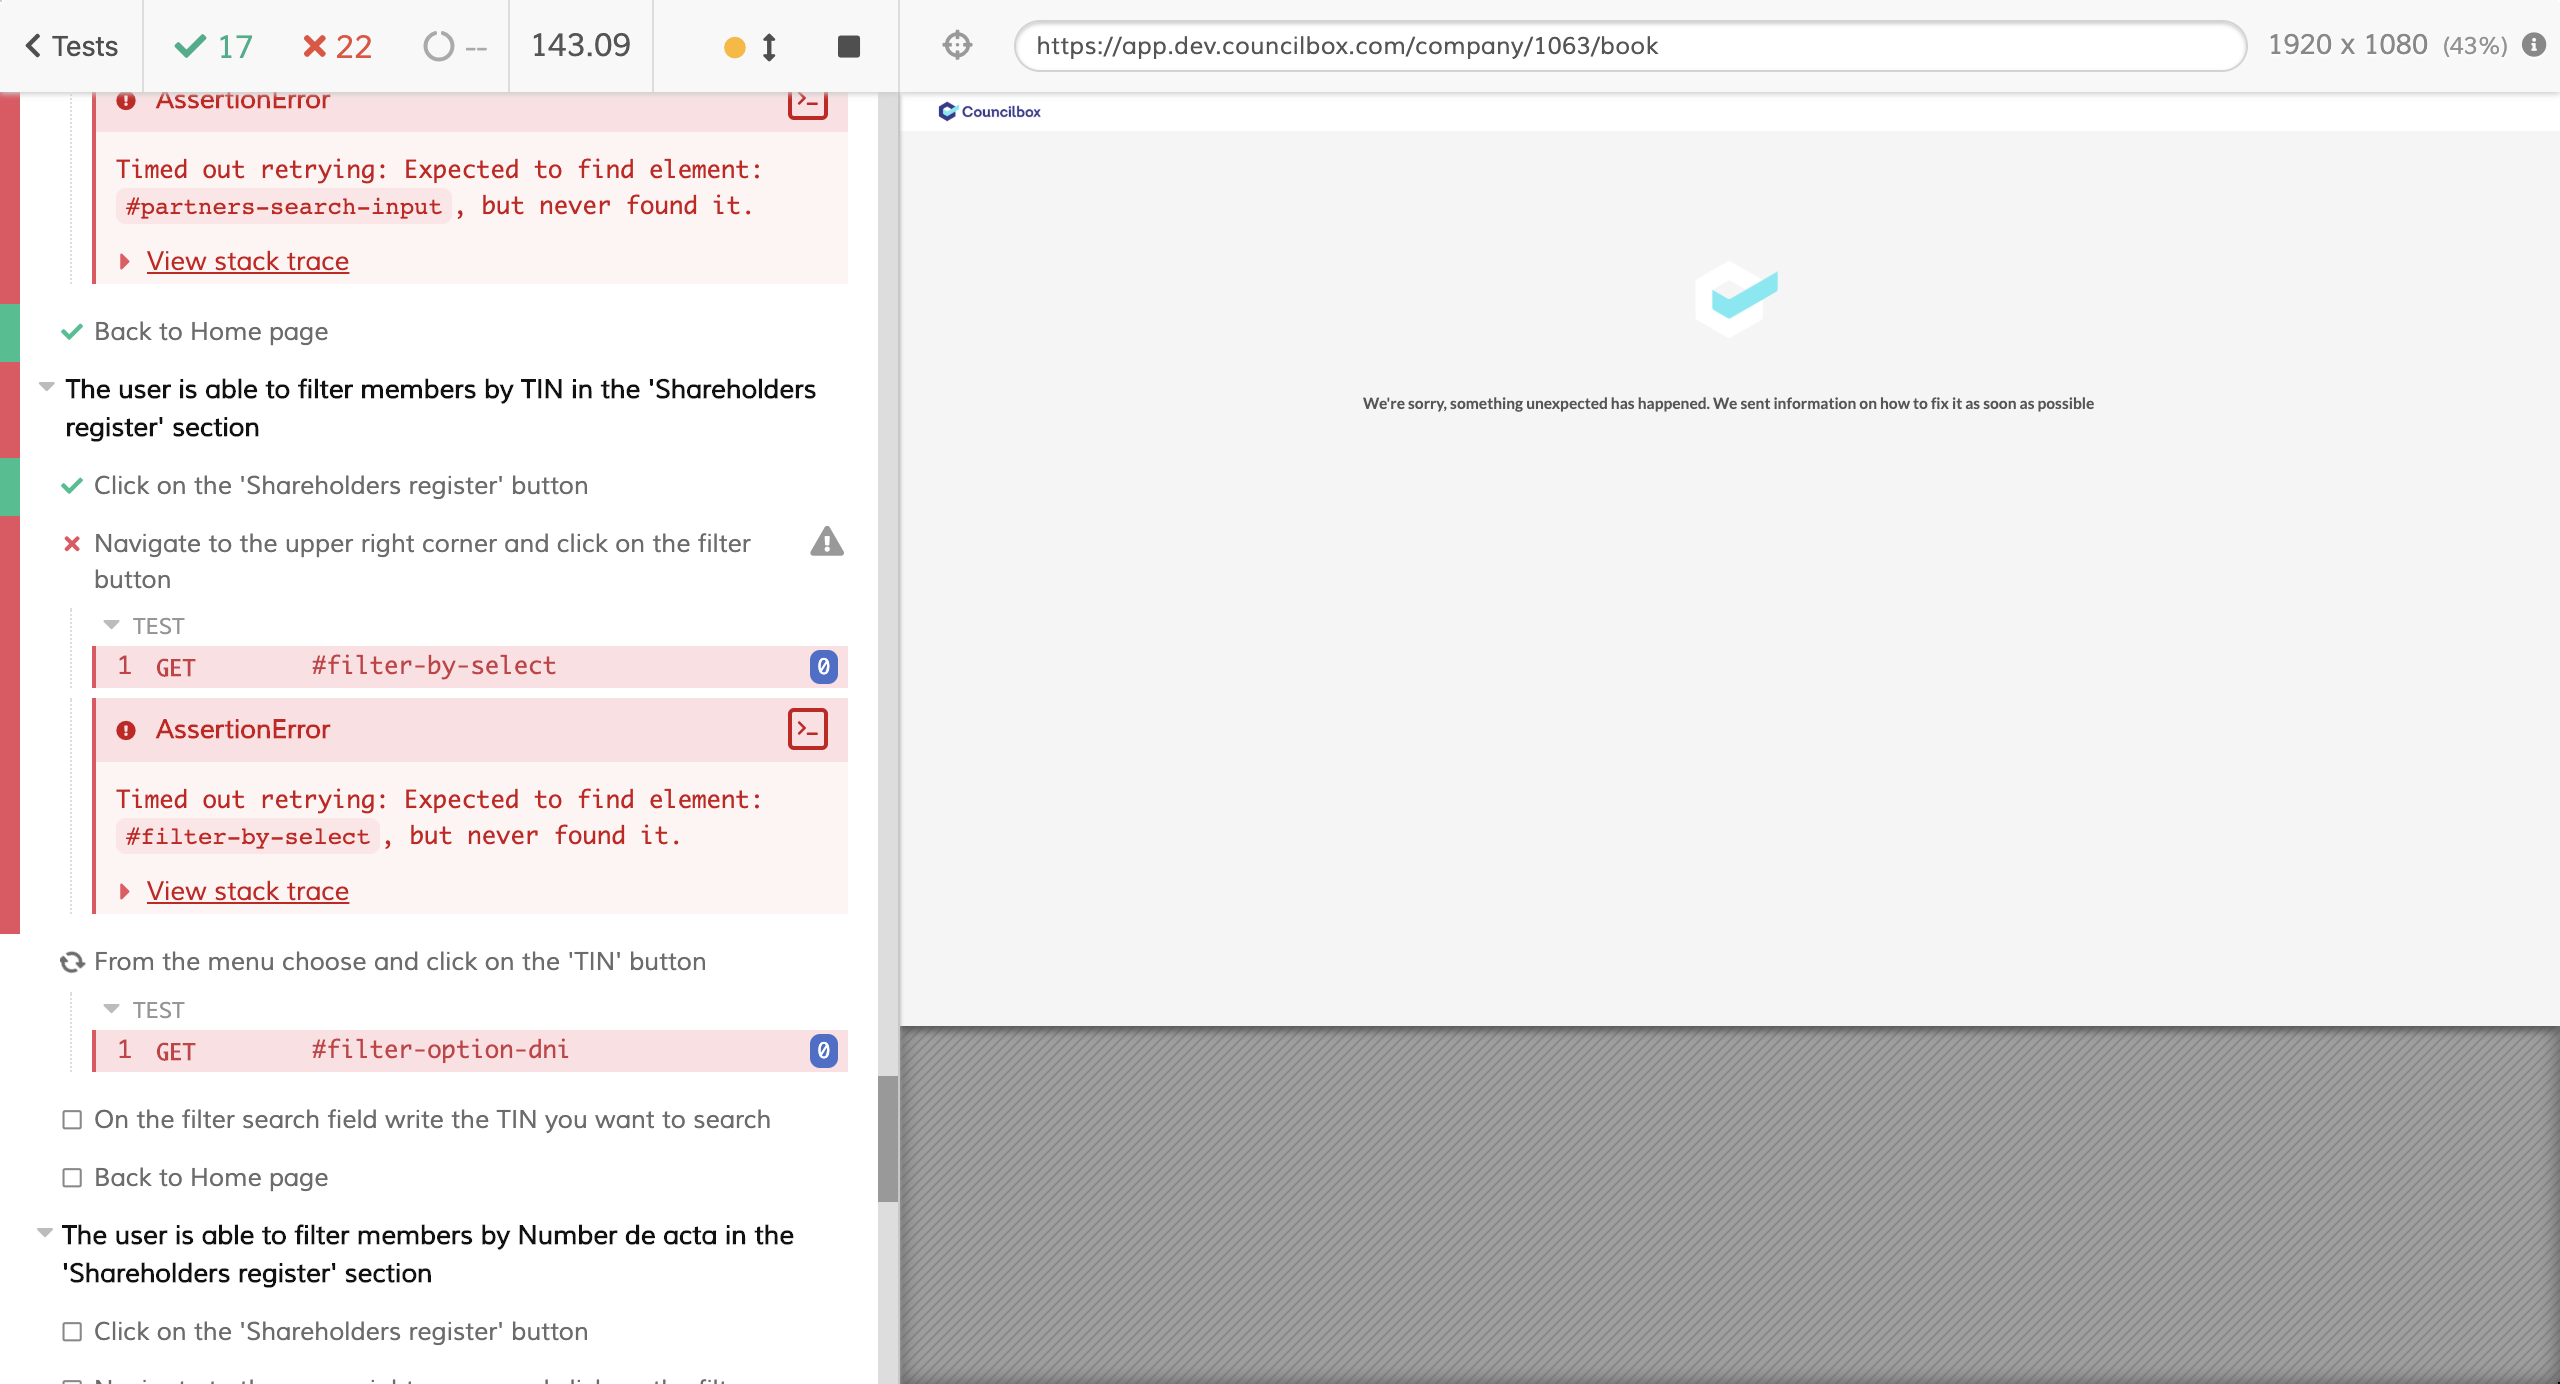 Tests
17
22
--
143.09
https://app.dev.councilbox.com/company/1063/book
1920 x 1080 (43%)
AssertionError
Timed out retrying: Expected to find element:
#partners-search-input, but never found it.
View stack trace
Back to Home page
The user is able to filter members by TIN in the 'Shareholders
register' section
Click on the 'Shareholders register' button
Navigate to the upper right corner and click on the filter
button
TEST
1 GET #filter-by-select 0
AssertionError
Timed out retrying: Expected to find element:
#filter-by-select, but never found it.
View stack trace
From the menu choose and click on the 'TIN' button
TEST
1 GET #filter-option-dni 0
On the filter search field write the TIN you want to search
Back to Home page
The user is able to filter members by Number de acta in the
'Shareholders register' section
Click on the 'Shareholders register' button
Councilbox
We're sorry, something unexpected has happened. We sent information on how to fix it as soon as possible